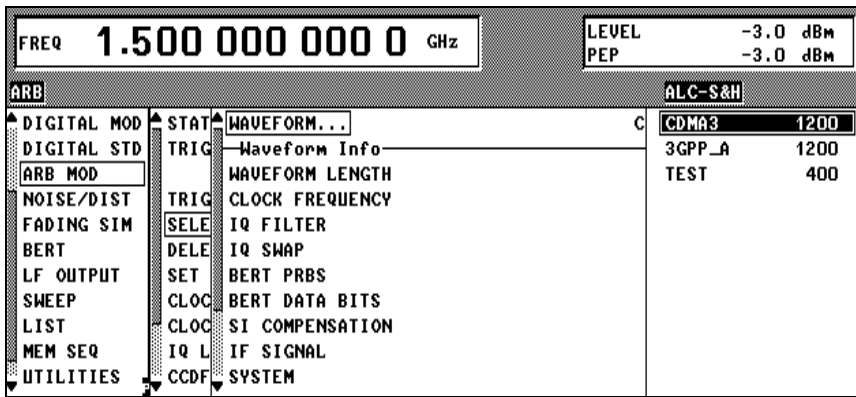 FREQ 1.500 000 000 0 GHz
LEVEL -3.0 dBm
PEP -3.0 dBm
ARB
ALC-S&H
DIGITAL MOD
DIGITAL STD
ARB MOD
NOISE/DIST
FADING SIM
BERT
LF OUTPUT
SWEEP
LIST
MEM SEQ
UTILITIES
STAT
TRIG
TRIG
SELE
DELE
SET
CLOC
CLOC
IQ L
CCDF
WAVEFORM... C
Waveform Info
WAVEFORM LENGTH
CLOCK FREQUENCY
IQ FILTER
IQ SWAP
BERT PRBS
BERT DATA BITS
SI COMPENSATION
IF SIGNAL
SYSTEM
CDMA3 1200
3GPP_A 1200
TEST 400